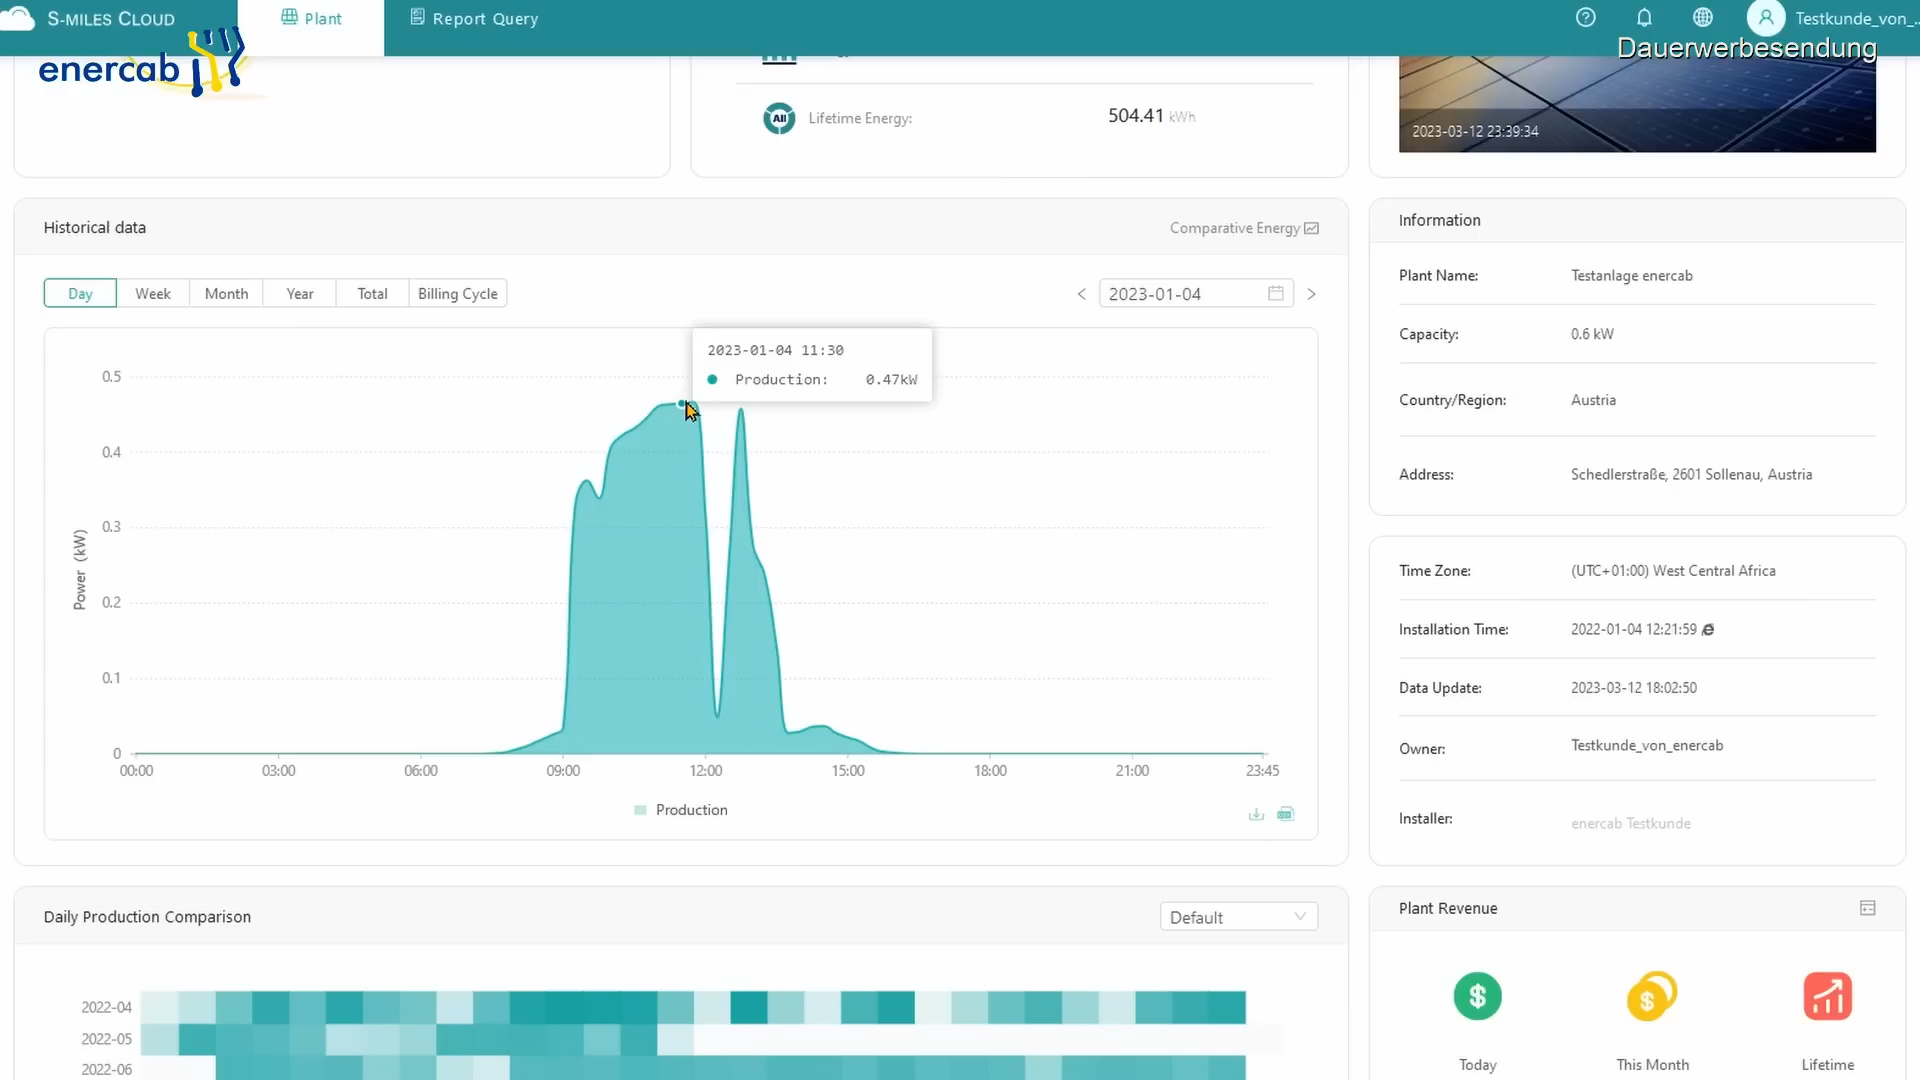 S-MILES CLOUD
Plant
Report Query
Testkunde_von_..
Dauerwerbesendung
enercab
All
Lifetime Energy:
504.41 kWh
2023-03-12 23:39:34
Historical data
Comparative Energy
Information
Day
Week
Month
Year
Total
Billing Cycle
2023-01-04
Plant Name:
Testanlage enercab
Capacity:
0.6 kW
Country/Region:
Austria
Address:
Schedlerstraße, 2601 Sollenau, Austria
2023-01-04 11:30
Production: 0.47kW
Power (kW)
0.5
0.4
0.3
0.2
0.1
0
00:00
03:00
06:00
09:00
12:00
15:00
18:00
21:00
23:45
Production
Time Zone:
(UTC+01:00) West Central Africa
Installation Time:
2022-01-04 12:21:59
Data Update:
2023-03-12 18:02:50
Owner:
Testkunde_von_enercab
Installer:
enercab Testkunde
Daily Production Comparison
Default
2022-04
2022-05
2022-06
Plant Revenue
Today
This Month
Lifetime